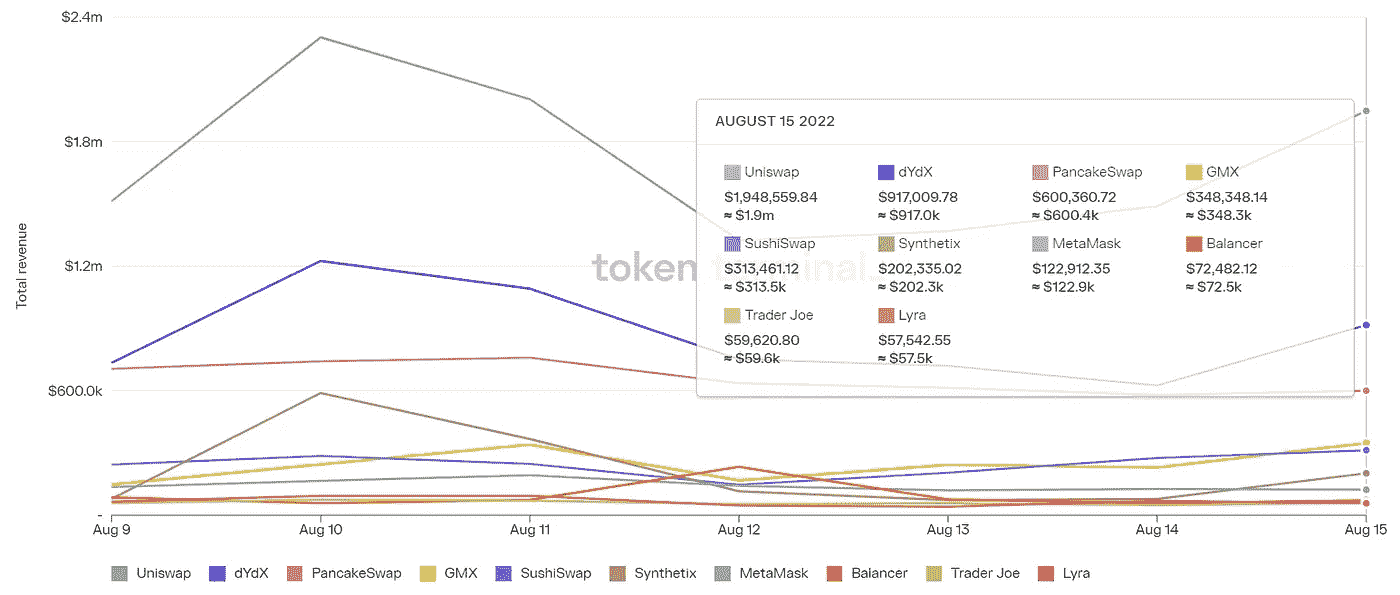 $2.4m
$1.8m
$1.2m
$600.0k
-
Total revenue
token terminal
AUGUST 15 2022
Uniswap dYdX PancakeSwap GMX
$1,948,559.84 $917,009.78 $600,360.72 $348,348.14
≈ $1.9m ≈ $917.0k ≈ $600.4k ≈ $348.3k
SushiSwap Synthetix MetaMask Balancer
$313,461.12 $202,335.02 $122,912.35 $72,482.12
≈ $313.5k ≈ $202.3k ≈ $122.9k ≈ $72.5k
Trader Joe Lyra
$59,620.80 $57,542.55
≈ $59.6k ≈ $57.5k
Aug 9 Aug 10 Aug 11 Aug 12 Aug 13 Aug 14 Aug 15
Uniswap dYdX PancakeSwap GMX SushiSwap Synthetix MetaMask Balancer Trader Joe Lyra